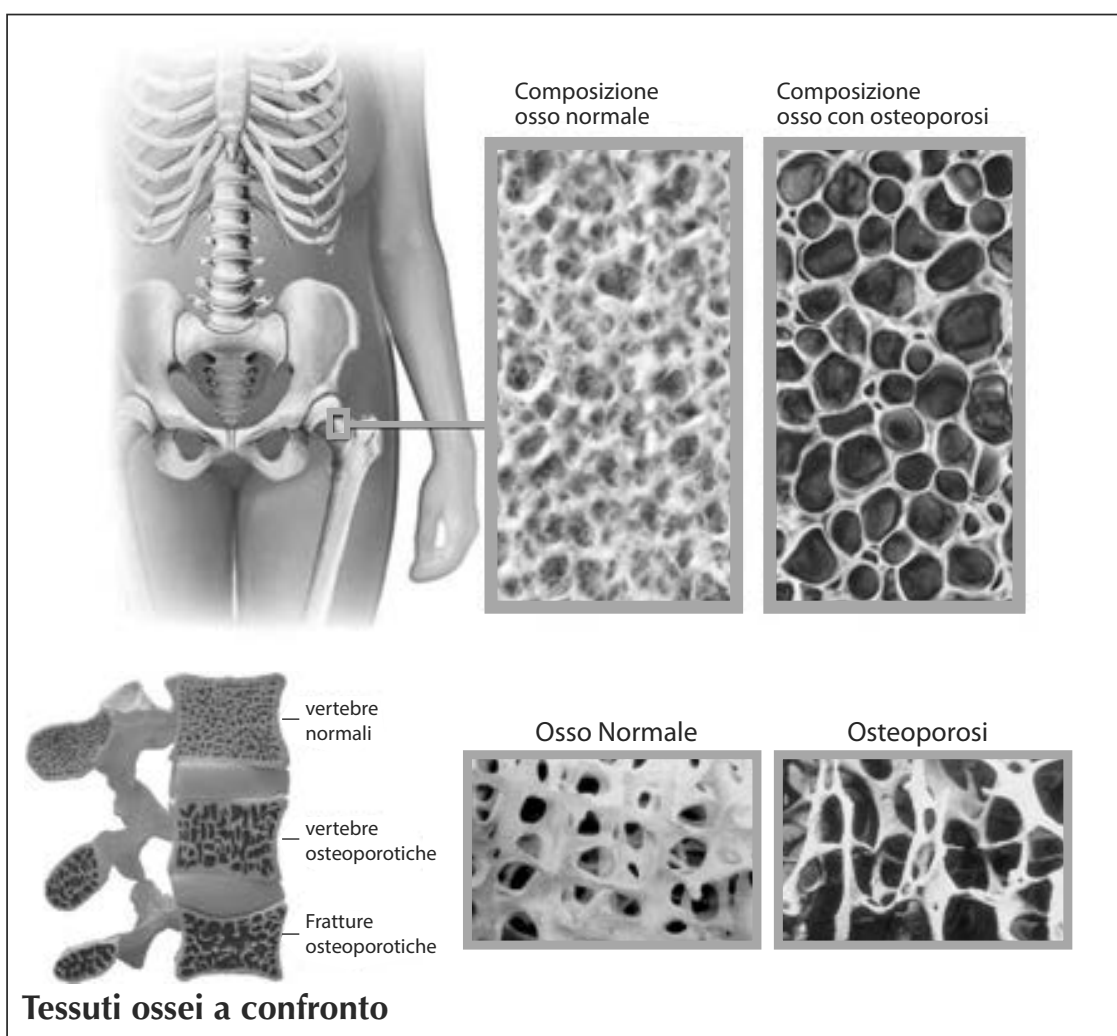 Composizione
osso normale
Composizione
osso con osteoporosi
vertebre
normali
vertebre
osteoporotiche
Fratture
osteoporotiche
Osso Normale
Osteoporosi
Tessuti ossei a confronto